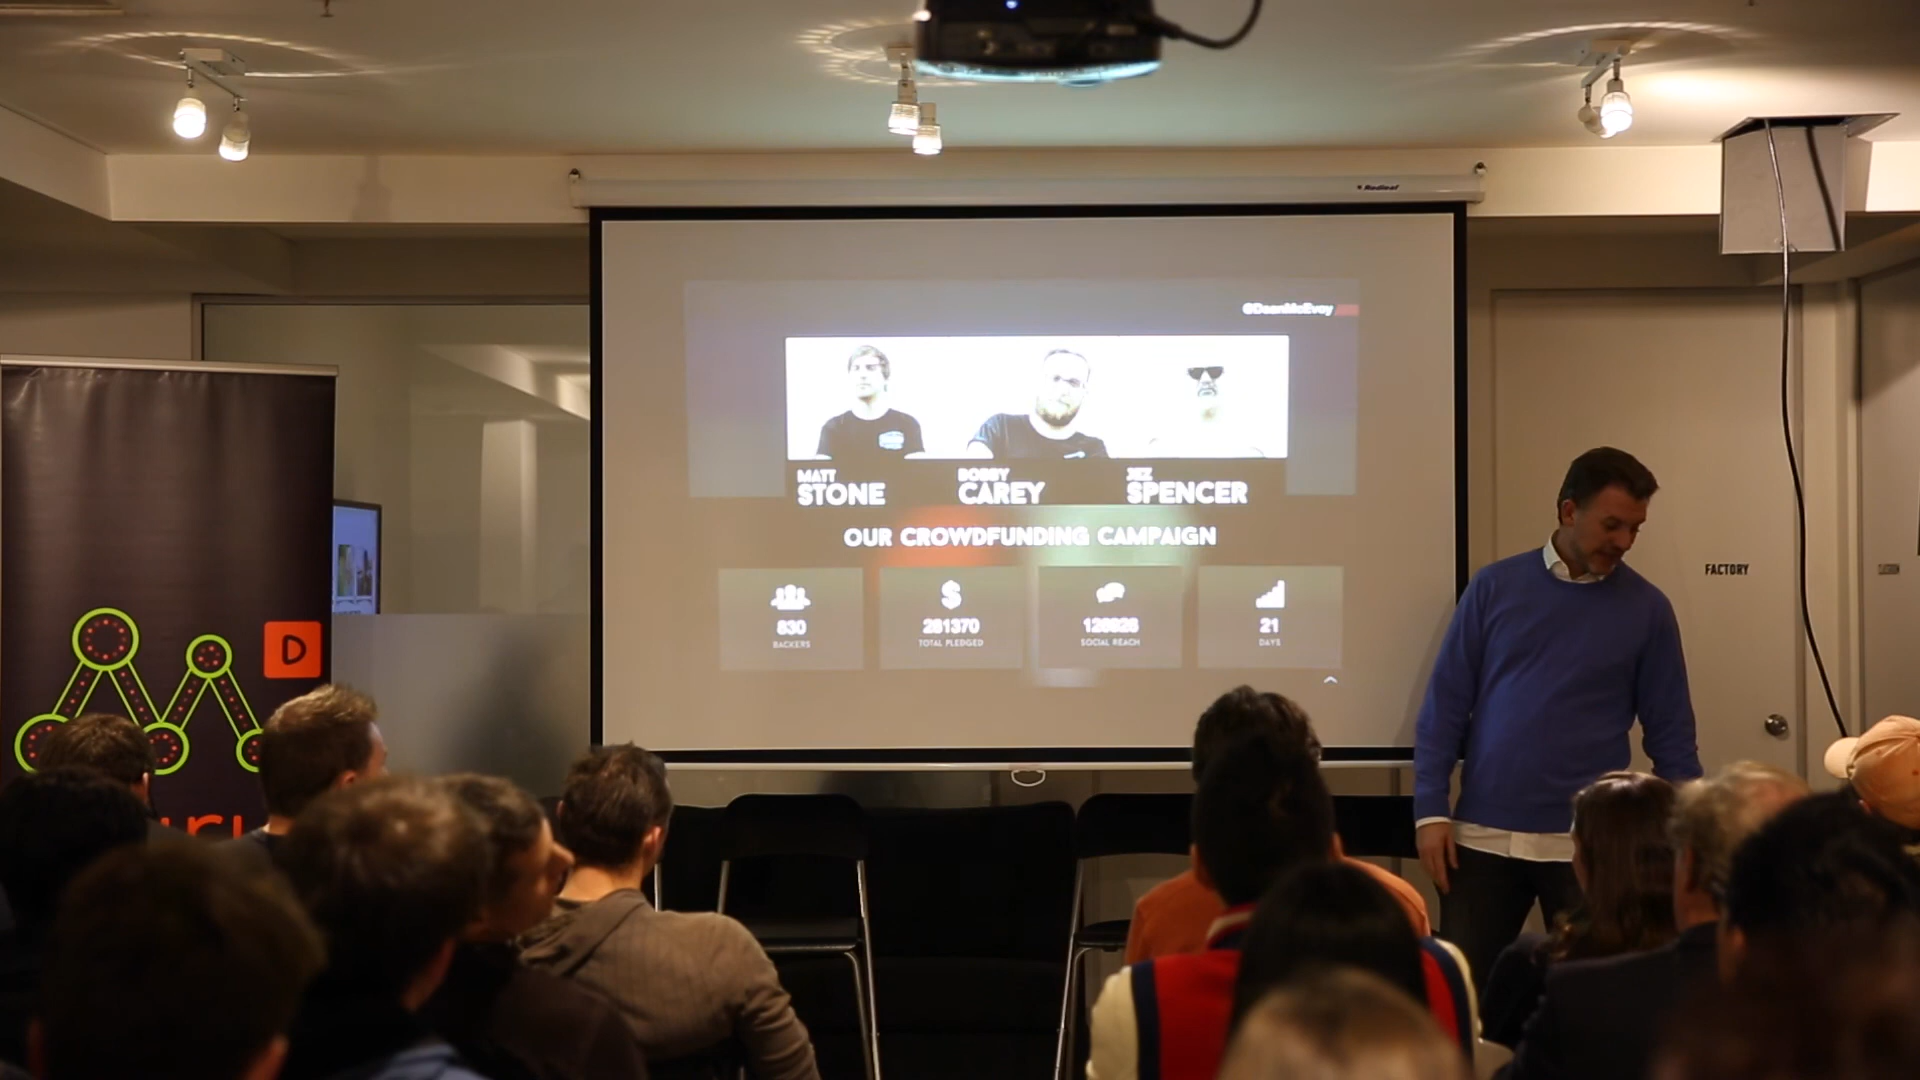 Redleaf
@DeanMcEvoy
MATT
STONE
BOBBY
CAREY
JEZ
SPENCER
OUR CROWDFUNDING CAMPAIGN
830
BACKERS
281370
TOTAL PLEDGED
SOCIAL REACH
21
DAYS
FACTORY
D